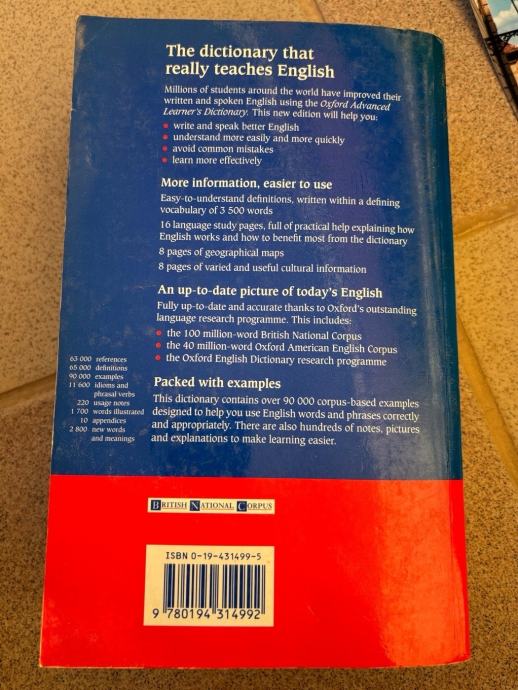 The dictionary that
really teaches English
Millions of students around the world have improved their
written and spoken English using the Oxford Advanced
Learner's Dictionary. This new edition will help you:
• write and speak better English
• understand more easily and more quickly
• avoid common mistakes
• learn more effectively
More information, easier to use
Easy-to-understand definitions, written within a defining
vocabulary of 3 500 words
16 language study pages, full of practical help explaining how
English works and how to benefit most from the dictionary
8 pages of geographical maps
8 pages of varied and useful cultural information
An up-to-date picture of today's English
Fully up-to-date and accurate thanks to Oxford's outstanding
language research programme. This includes:
• the 100 million-word British National Corpus
• the 40 million-word Oxford American English Corpus
• the Oxford English Dictionary research programme
Packed with examples
This dictionary contains over 90 000 corpus-based examples
designed to help you use English words and phrases correctly
and appropriately. There are also hundreds of notes, pictures
and explanations to make learning easier.
63 000 references
65 000 definitions
90 000 examples
11 600 idioms and
phrasal verbs
220 usage notes
1 700 words illustrated
10 appendices
2 800 new words
and meanings
BRITISH NATIONAL CORPUS
ISBN 0-19-431499-5
9 780194 314992